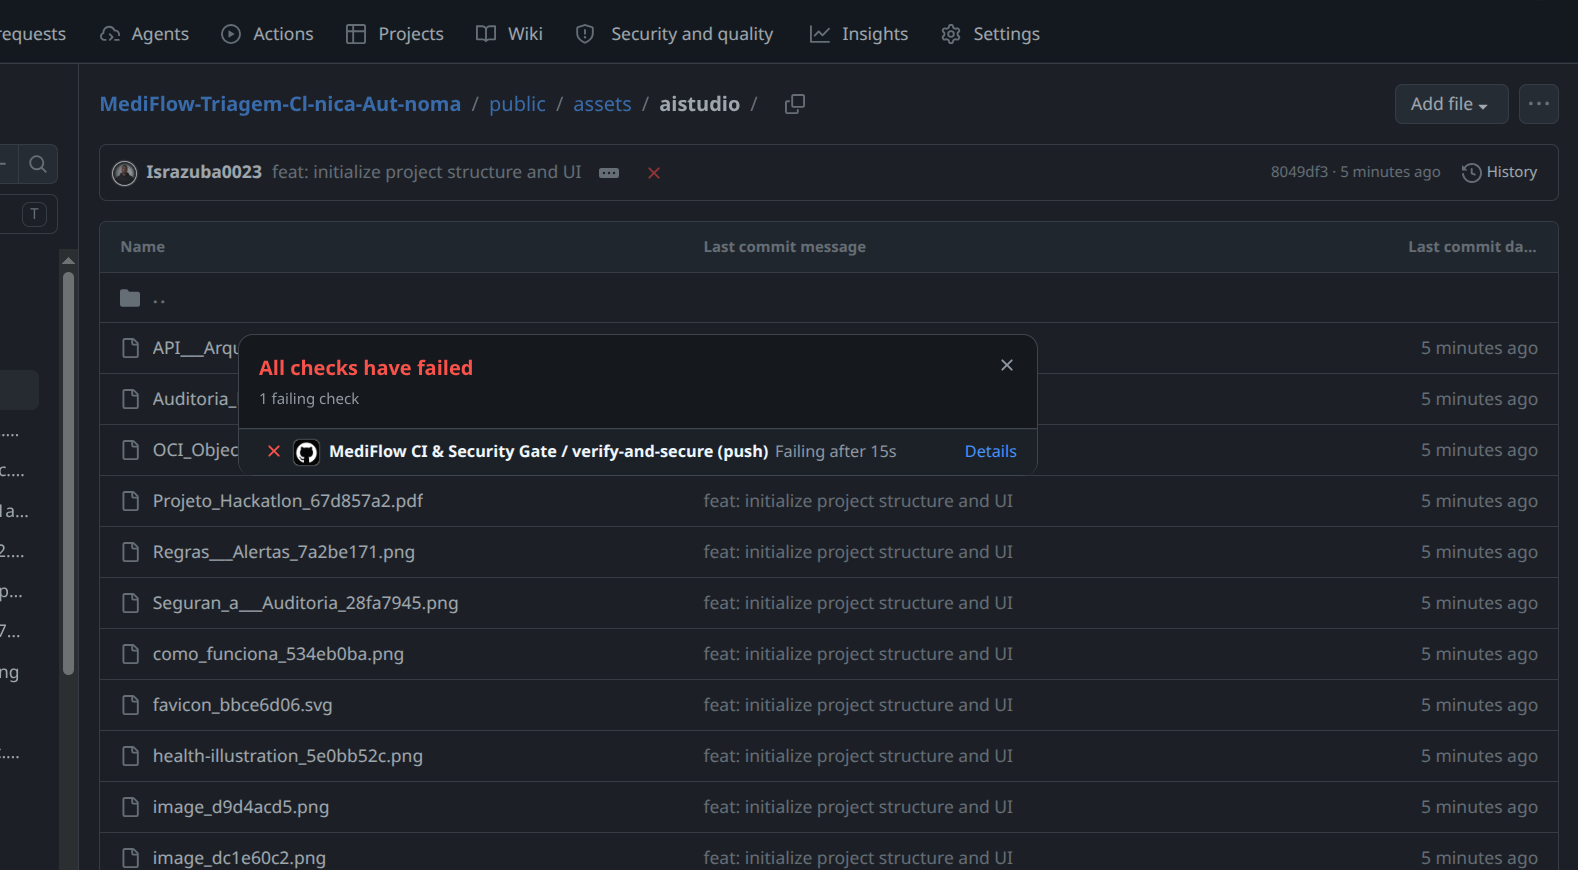 requests Agents Actions Projects Wiki Security and quality Insights Settings
MediFlow-Triagem-Cl-nica-Aut-noma / public / assets / aistudio /
Add file
Israzuba0023 feat: initialize project structure and UI
8049df3 · 5 minutes ago History
T
Name Last commit message Last commit da...
..
API___Arqu 5 minutes ago
Auditoria_ 5 minutes ago
OCI_Objec 5 minutes ago
All checks have failed
1 failing check
MediFlow CI & Security Gate / verify-and-secure (push) Failing after 15s Details
Projeto_Hackatlon_67d857a2.pdf feat: initialize project structure and UI 5 minutes ago
Regras___Alertas_7a2be171.png feat: initialize project structure and UI 5 minutes ago
Seguran_a___Auditoria_28fa7945.png feat: initialize project structure and UI 5 minutes ago
como_funciona_534eb0ba.png feat: initialize project structure and UI 5 minutes ago
favicon_bbce6d06.svg feat: initialize project structure and UI 5 minutes ago
health-illustration_5e0bb52c.png feat: initialize project structure and UI 5 minutes ago
image_d9d4acd5.png feat: initialize project structure and UI 5 minutes ago
image_dc1e60c2.png feat: initialize project structure and UI 5 minutes ago